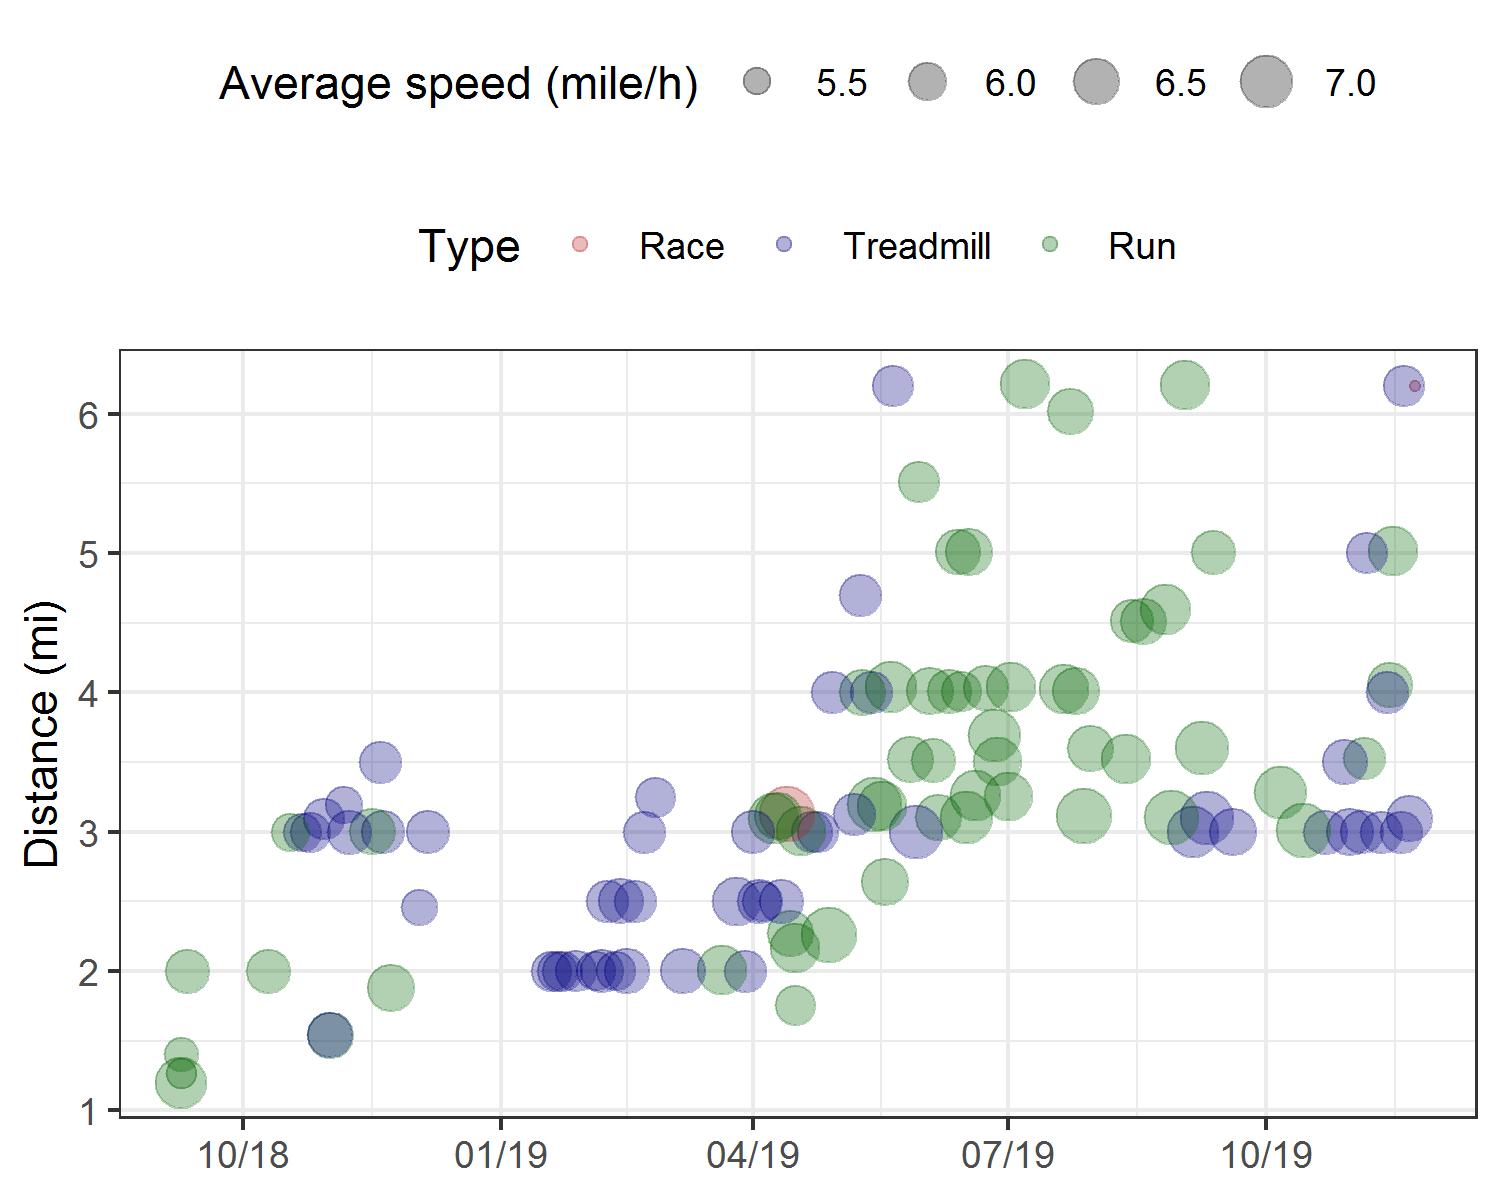 Average speed (mile/h) 5.5 6.0 6.5 7.0
Type Race Treadmill Run
Distance (mi)
6
5
4
3
2
1
10/18 01/19 04/19 07/19 10/19